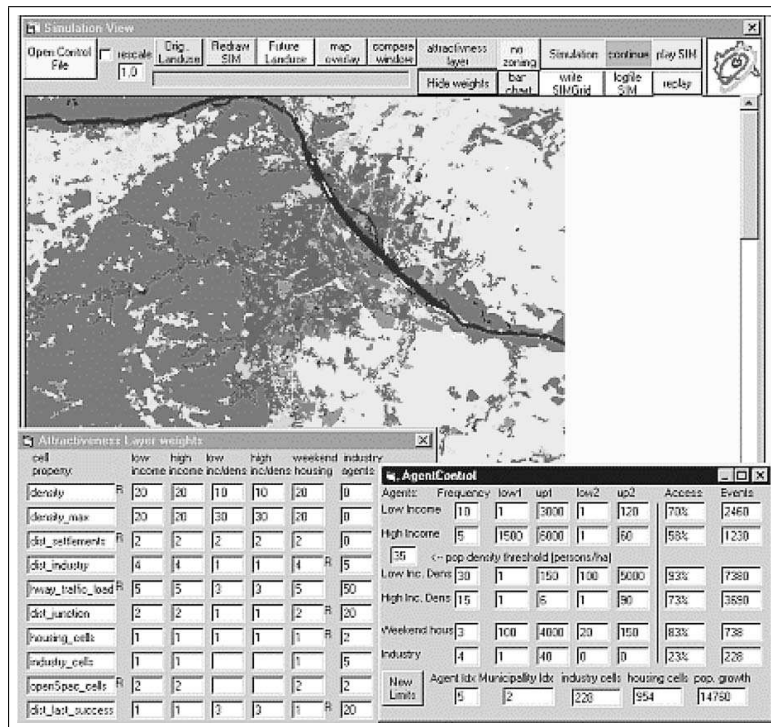 Simulation View
Open Control File
rescale
1,0
Orig. Landuse
Redraw SIM
Future Landuse
map overlay
compare window
attractivness layer
no zoning
Simulation
continue
play SIM
Hide weights
bar chart
write SIMGrid
logfile SIM
replay
Attractiveness Layer weights
cell property: low income high income low inc/dens high inc/dens weekend housing industry agents
density R 20 20 10 10 20 0
density_max 20 20 30 30 20 0
dist_settlements R 2 2 2 2 2 0
dist_industry 4 4 1 1 4 R 5
hway_traffic_load R 5 5 3 3 5 50
dist_junction 2 2 1 1 2 R 20
housing_cells 1 1 1 1 1 R 2
industry_cells 1 1 1 5
openSpec_cells R 2 2 2 2
dist_last_success 1 1 3 3 1 R 20
AgentControl
Agents: Frequency low1 up1 low2 up2 Access Events
Low Income 10 1 3000 1 120 70% 2460
High Income 5 1500 6000 1 60 58% 1230
35 <-- pop density threshold (persons/ha)
Low Inc. Dens 30 1 150 100 5000 93% 7380
High Inc. Dens 15 1 6 1 90 73% 3690
Weekend hous 3 100 4000 20 150 83% 738
Industry 4 1 40 0 0 23% 228
New Limits
Agent Idx Municipality Idx industry cells housing cells pop. growth
5 2 228 954 14760